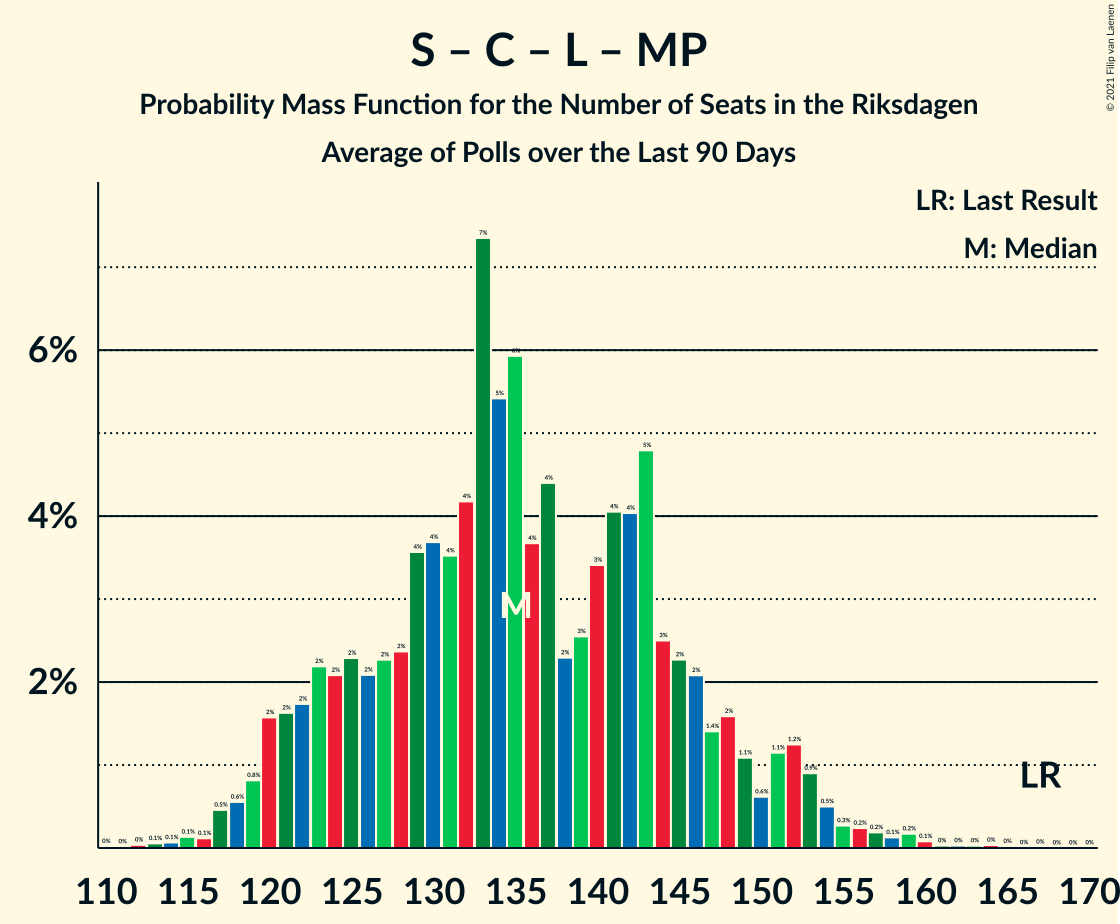 © 2021 Filip van Laenen
S – C – L – MP
Probability Mass Function for the Number of Seats in the Riksdagen
Average of Polls over the Last 90 Days
LR: Last Result
M: Median
6%
4%
2%
0% 0% 0% 0.1% 0.1% 0.1% 0.1% 0.5% 0.6% 0.8% 2% 2% 2% 2% 2% 2% 2% 2% 2% 4% 4% 4% 4% 7% 5% 6% 4% 4% 2% 3% 3% 4% 4% 5% 3% 2% 2% 1.4% 2% 1.1% 0.6% 1.1% 1.2% 0.9% 0.5% 0.3% 0.2% 0.2% 0.1% 0.2% 0.1% 0% 0% 0% 0% 0% 0% 0% 0% 0% 0%
M
LR
110 115 120 125 130 135 140 145 150 155 160 165 170